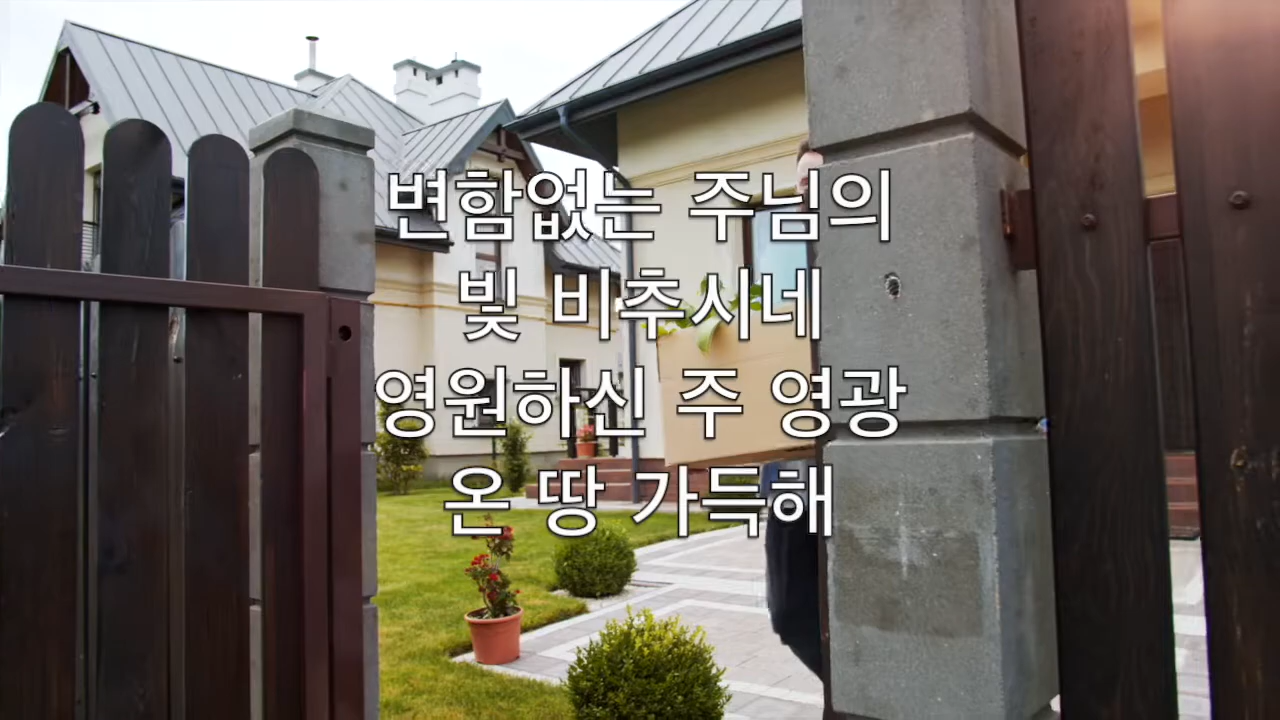 변함없는 주님의
빛 비추시네
영원하신 주 영광
온 땅 가득해